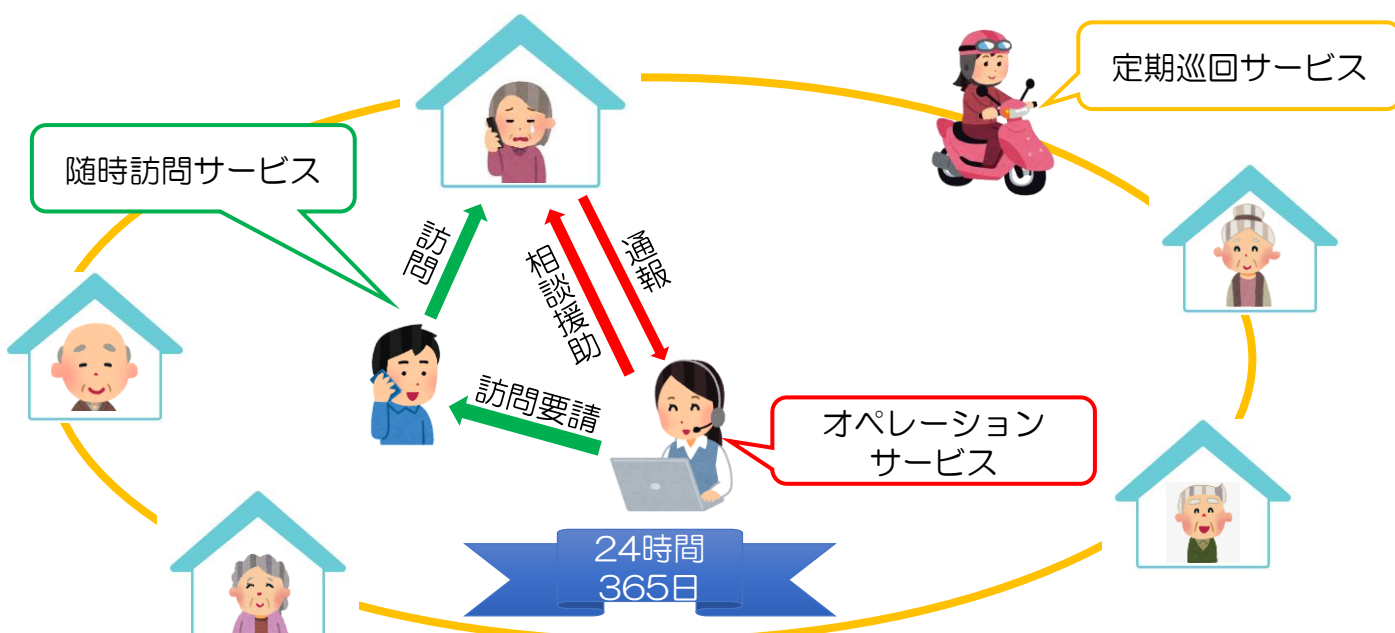 定期巡回サービス
随時訪問サービス
訪問
相談援助
通報
訪問要請
オペレーション
サービス
24時間
365日